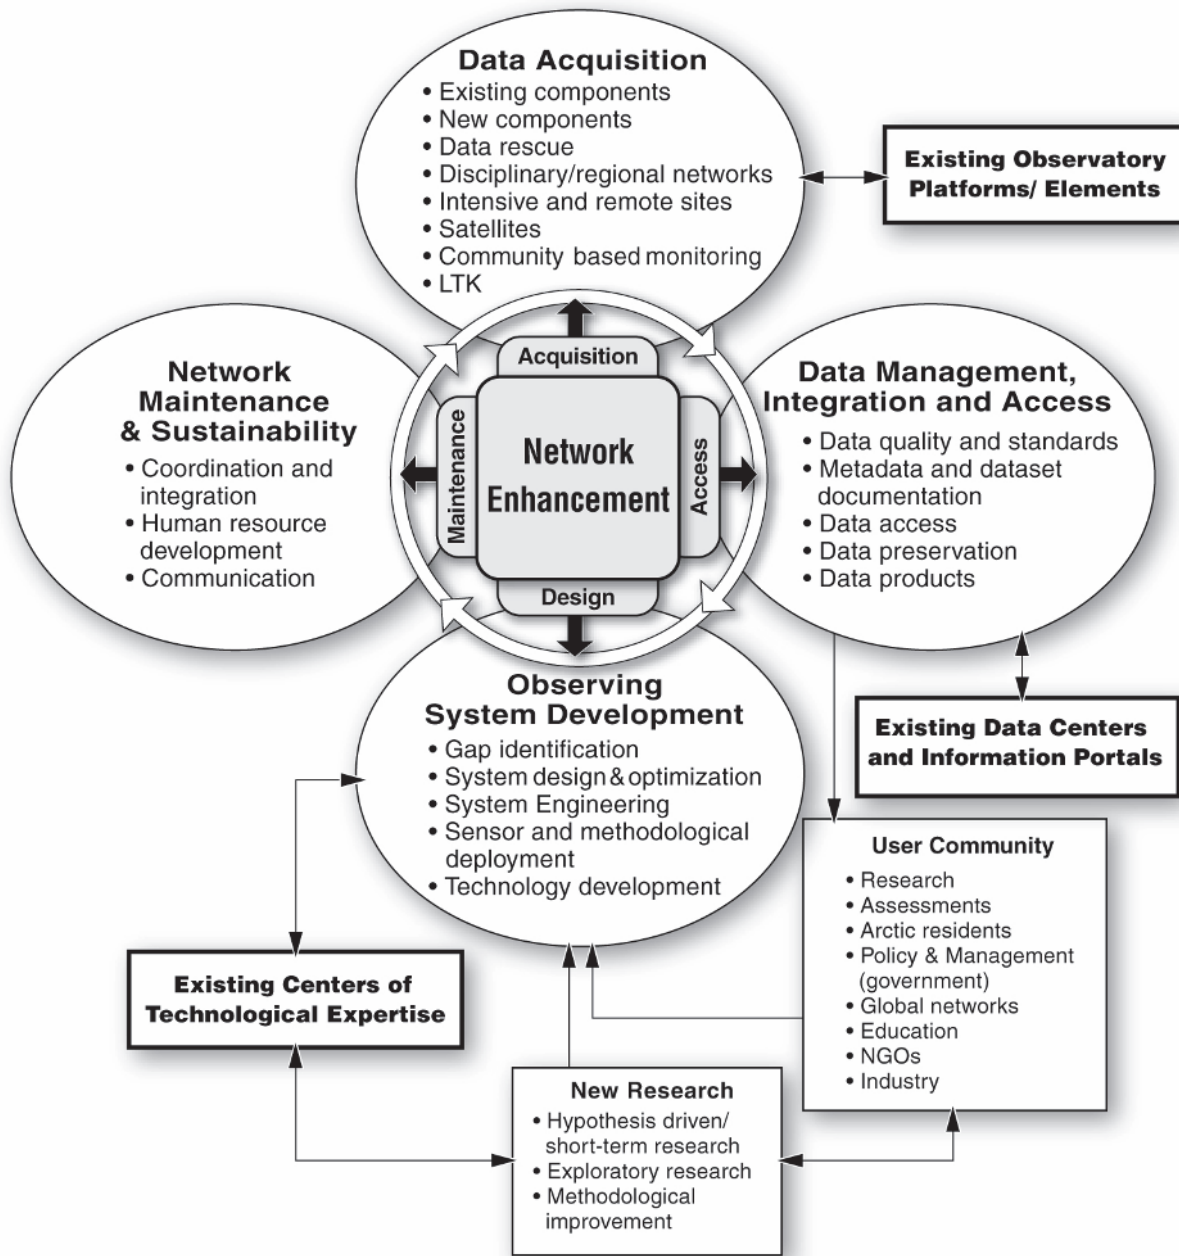 Data Acquisition
• Existing components
• New components
• Data rescue
• Disciplinary/regional networks
• Intensive and remote sites
• Satellites
• Community based monitoring
• LTK
Existing Observatory
Platforms/ Elements
Network
Maintenance
& Sustainability
• Coordination and
integration
• Human resource
development
• Communication
Acquisition
Maintenance
Network
Enhancement
Access
Design
Data Management,
Integration and Access
• Data quality and standards
• Metadata and dataset
documentation
• Data access
• Data preservation
• Data products
Observing
System Development
• Gap identification
• System design & optimization
• System Engineering
• Sensor and methodological
deployment
• Technology development
Existing Data Centers
and Information Portals
User Community
• Research
• Assessments
• Arctic residents
• Policy & Management
(government)
• Global networks
• Education
• NGOs
• Industry
Existing Centers of
Technological Expertise
New Research
• Hypothesis driven/
short-term research
• Exploratory research
• Methodological
improvement